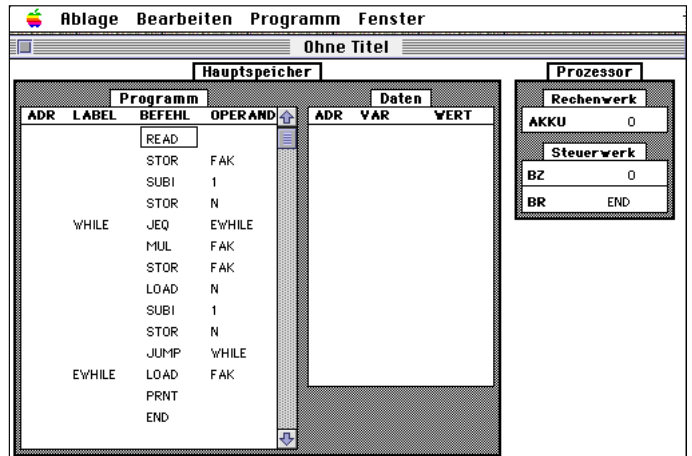 Ablage Bearbeiten Programm Fenster
Ohne Titel
Hauptspeicher
Programm
ADR LABEL BEFEHL OPERAND
READ
STOR FAK
SUBI 1
STOR N
WHILE JEQ EWHILE
MUL FAK
STOR FAK
LOAD N
SUBI 1
STOR N
JUMP WHILE
EWHILE LOAD FAK
PRNT
END
Daten
ADR VAR WERT
Prozessor
Rechenwerk
AKKU 0
Steuerwerk
BZ 0
BR END